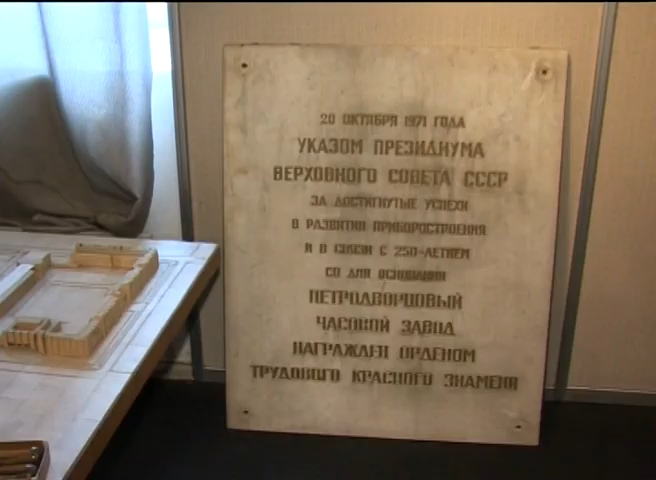 20 ОКТЯБРЯ 1971 ГОДА
УКАЗОМ ПРЕЗИДИУМА
ВЕРХОВНОГО СОВЕТА СССР
ЗА ДОСТИГНУТЫЕ УСПЕХИ
В РАЗВИТИИ ПРИБОРОСТРОЕНИЯ
И В СВЯЗИ С 250-ЛЕТИЕМ
СО ДНЯ ОСНОВАНИЯ
ПЕТРОДВОРЦОВЫЙ
ЧАСОВОЙ ЗАВОД
НАГРАЖДЕН ОРДЕНОМ
ТРУДОВОГО КРАСНОГО ЗНАМЕНИ